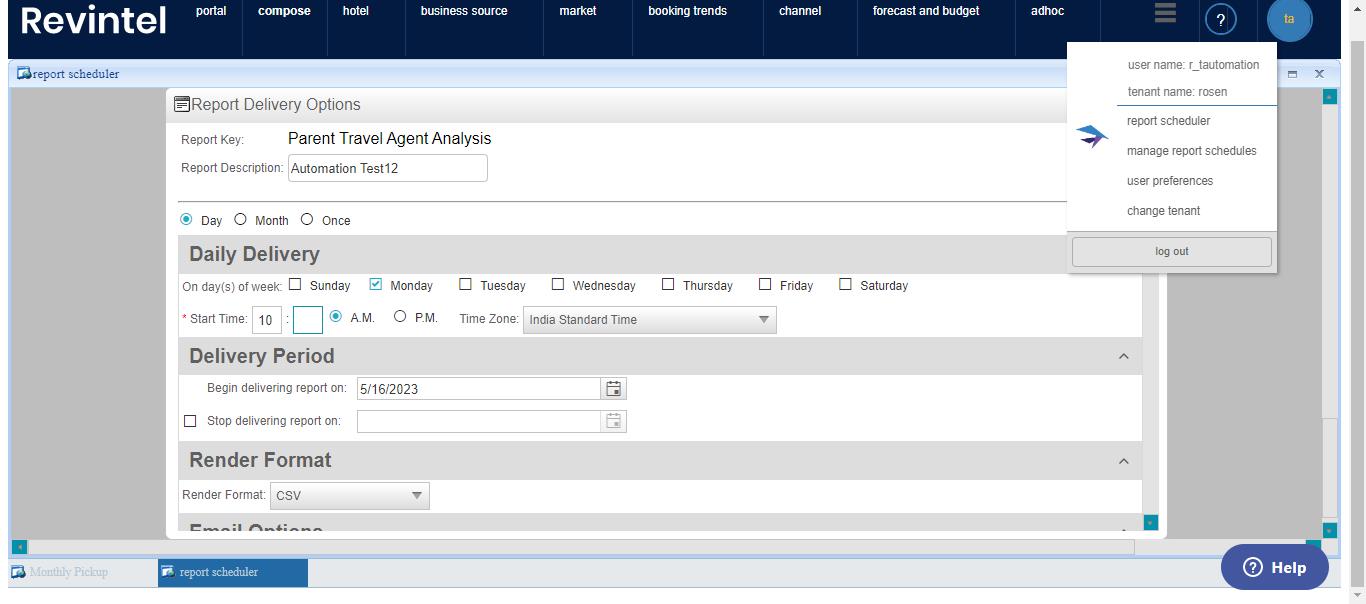 Revintel
portal compose hotel business source market booking trends channel forecast and budget adhoc
? ta
report scheduler
user name: r_tautomation
tenant name: rosen
report scheduler
manage report schedules
user preferences
change tenant
log out
Report Delivery Options
Report Key: Parent Travel Agent Analysis
Report Description: Automation Test12
Day Month Once
Daily Delivery
On day(s) of week: Sunday Monday Tuesday Wednesday Thursday Friday Saturday
* Start Time: 10 : A.M. P.M. Time Zone: India Standard Time
Delivery Period
Begin delivering report on: 5/16/2023
Stop delivering report on:
Render Format
Render Format: CSV
Email Options
Monthly Pickup report scheduler
? Help